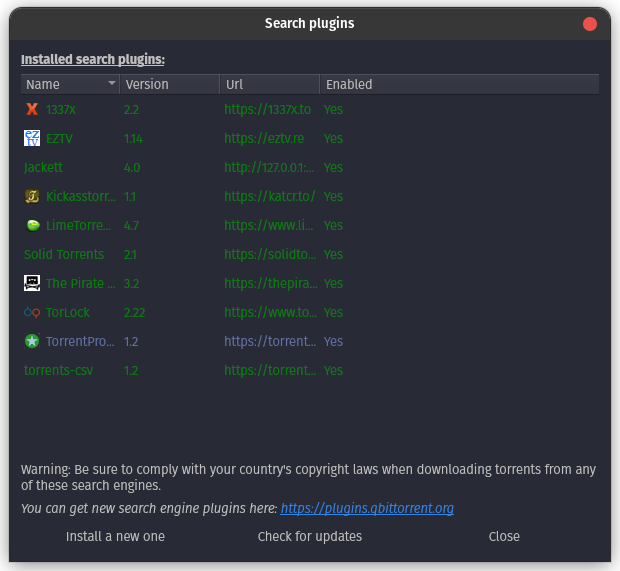 Search plugins
Installed search plugins:
Name Version Url Enabled
1337x 2.2 https://1337x.to Yes
EZTV 1.14 https://eztv.re Yes
Jackett 4.0 http://127.0.0.1:... Yes
Kickasstorr... 1.1 https://katcr.to/ Yes
LimeTorre... 4.7 https://www.li... Yes
Solid Torrents 2.1 https://solidto... Yes
The Pirate ... 3.2 https://thepira... Yes
TorLock 2.22 https://www.to... Yes
TorrentPro... 1.2 https://torrent... Yes
torrents-csv 1.2 https://torrent... Yes
Warning: Be sure to comply with your country's copyright laws when downloading torrents from any
of these search engines.
You can get new search engine plugins here: https://plugins.qbittorrent.org
Install a new one Check for updates Close